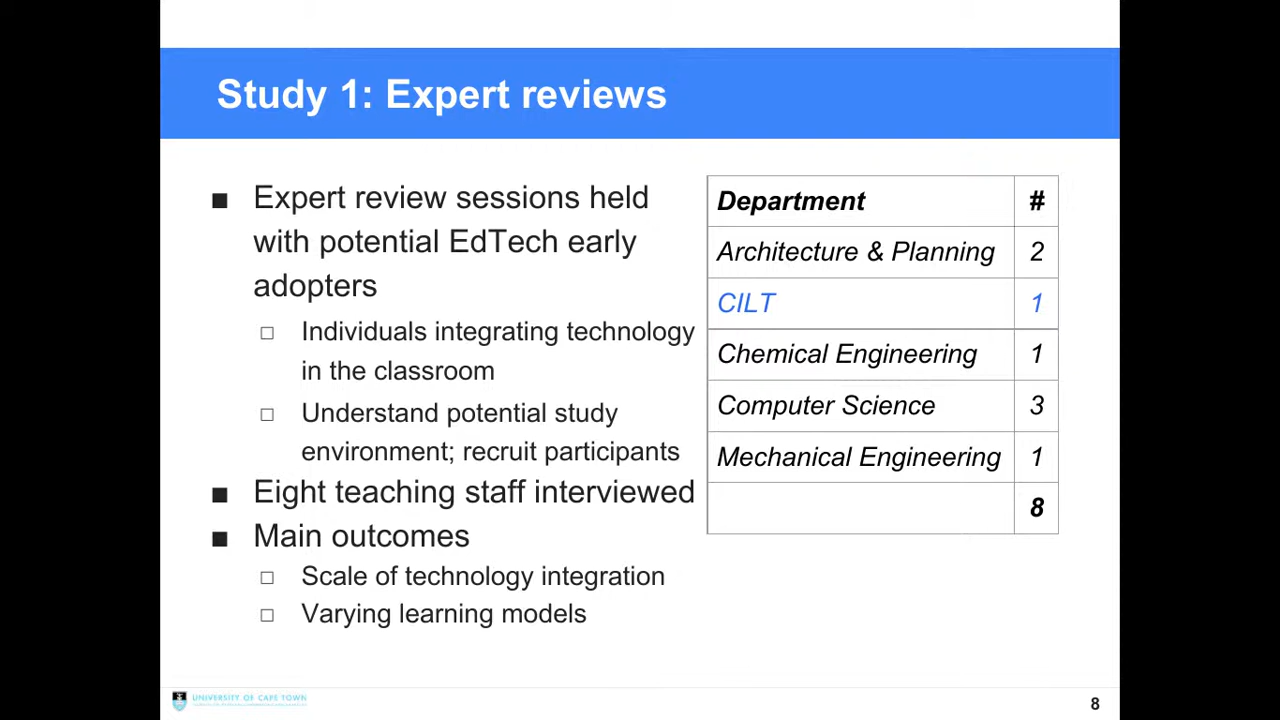 Study 1: Expert reviews
■ Expert review sessions held
with potential EdTech early
adopters
□ Individuals integrating technology
in the classroom
□ Understand potential study
environment; recruit participants
■ Eight teaching staff interviewed
■ Main outcomes
□ Scale of technology integration
□ Varying learning models
Department #
Architecture & Planning 2
CILT 1
Chemical Engineering 1
Computer Science 3
Mechanical Engineering 1
8
UNIVERSITY OF CAPE TOWN
8